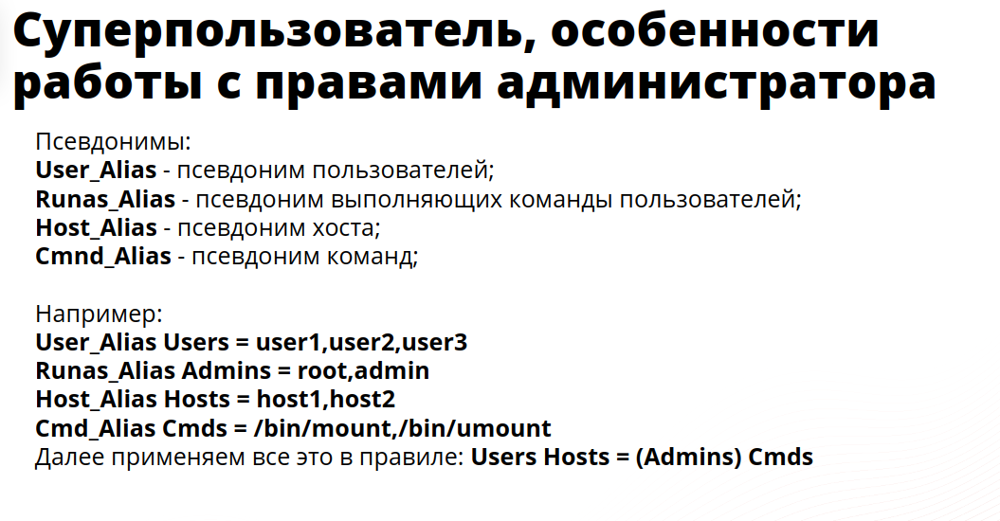 Суперпользователь, особенности
работы с правами администратора
Псевдонимы:
User_Alias - псевдоним пользователей;
Runas_Alias - псевдоним выполняющих команды пользователей;
Host_Alias - псевдоним хоста;
Cmnd_Alias - псевдоним команд;
Например:
User_Alias Users = user1,user2,user3
Runas_Alias Admins = root,admin
Host_Alias Hosts = host1,host2
Cmd_Alias Cmds = /bin/mount,/bin/umount
Далее применяем все это в правиле: Users Hosts = (Admins) Cmds